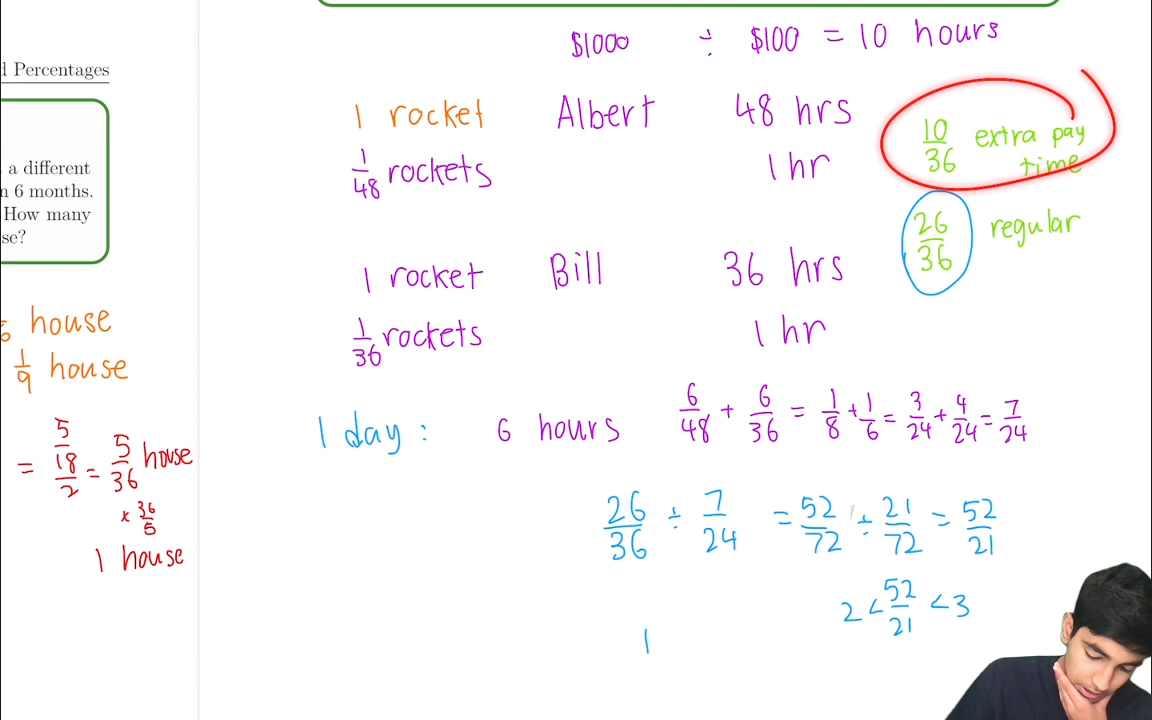 $1000 ÷ $100 = 10 hours
d Percentages
a different
n 6 months.
How many
se?
1 rocket Albert 48 hrs
1/48 rockets 1 hr
10/36 extra pay
time
26/36 regular
1 rocket Bill 36 hrs
1/36 rockets 1 hr
house
1/9 house
= 5/18/2 = 5/36 house
x 36/5
1 house
1 day : 6 hours 6/48 + 6/36 = 1/8 + 1/6 = 3/24 + 4/24 = 7/24
26/36 ÷ 7/24 = 52/72 ÷ 21/72 = 52/21
2 < 52/21 < 3
1